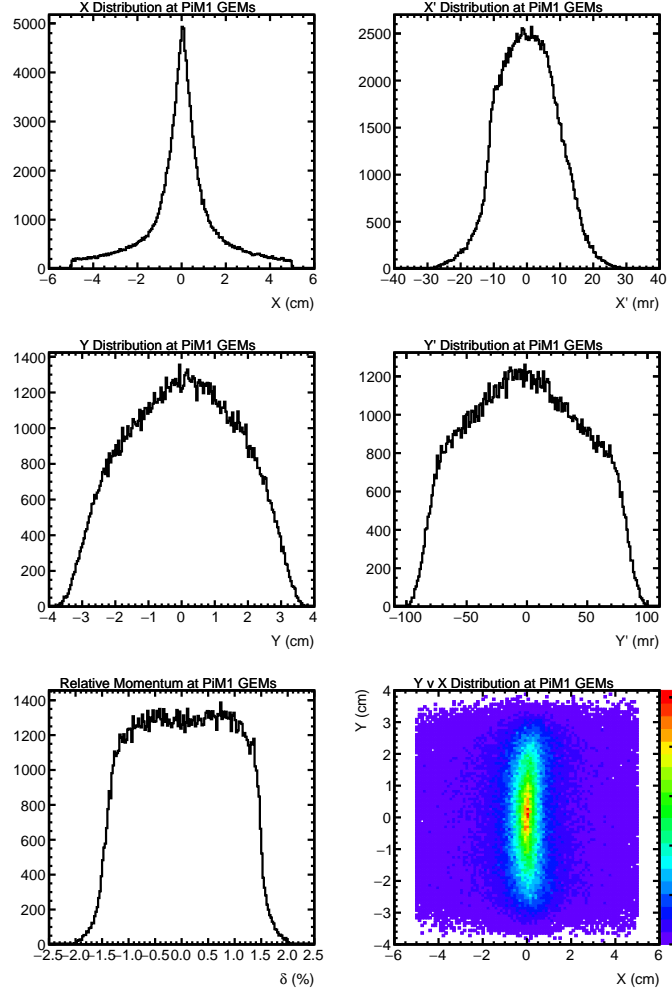 X Distribution at PiM1 GEMs
5000
4000
3000
2000
1000
0
−6 −4 −2 0 2 4 6
X (cm)
X' Distribution at PiM1 GEMs
2500
2000
1500
1000
500
0
−40 −30 −20 −10 0 10 20 30 40
X' (mr)
Y Distribution at PiM1 GEMs
1400
1200
1000
800
600
400
200
0
−4 −3 −2 −1 0 1 2 3 4
Y (cm)
Y' Distribution at PiM1 GEMs
1200
1000
800
600
400
200
0
−100 −50 0 50 100
Y' (mr)
Relative Momentum at PiM1 GEMs
1400
1200
1000
800
600
400
200
0
−2.5 −2.0 −1.5 −1.0 −0.5 0.0 0.5 1.0 1.5 2.0 2.5
δ (%)
Y v X Distribution at PiM1 GEMs
Y (cm)
4
3
2
1
0
−1
−2
−3
−4
−6 −4 −2 0 2 4 6
X (cm)